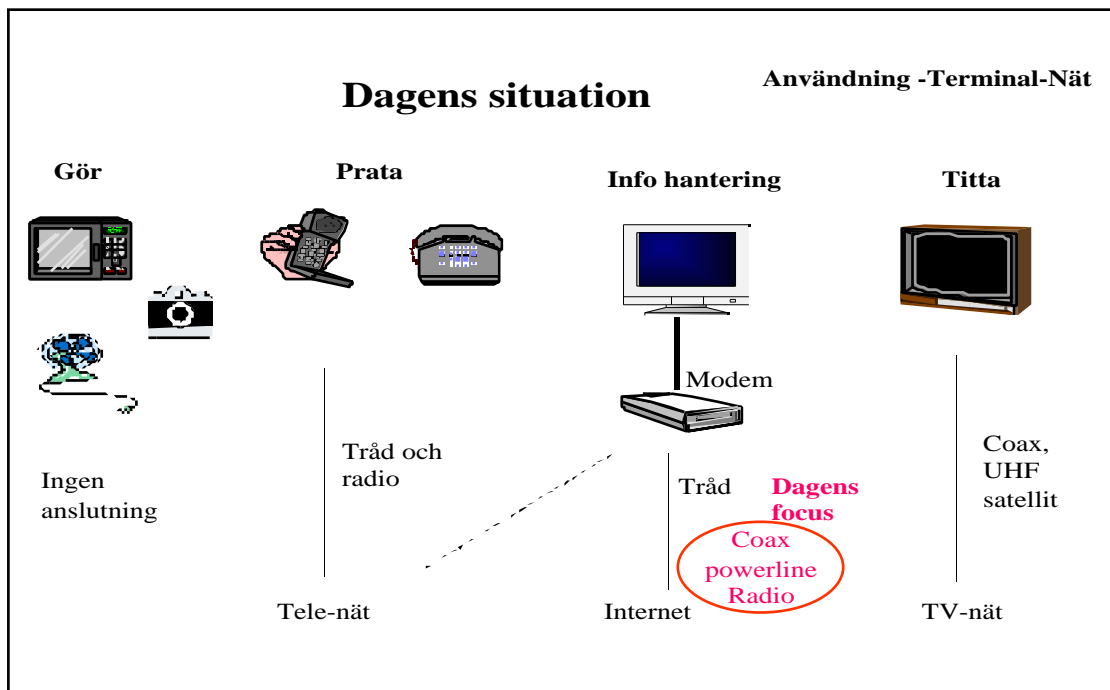 Dagens situation
Användning -Terminal-Nät
Gör
Prata
Info hantering
Titta
Modem
Ingen
anslutning
Tråd och
radio
Tråd
Dagens
focus
Coax
powerline
Radio
Coax,
UHF
satellit
Tele-nät
Internet
TV-nät